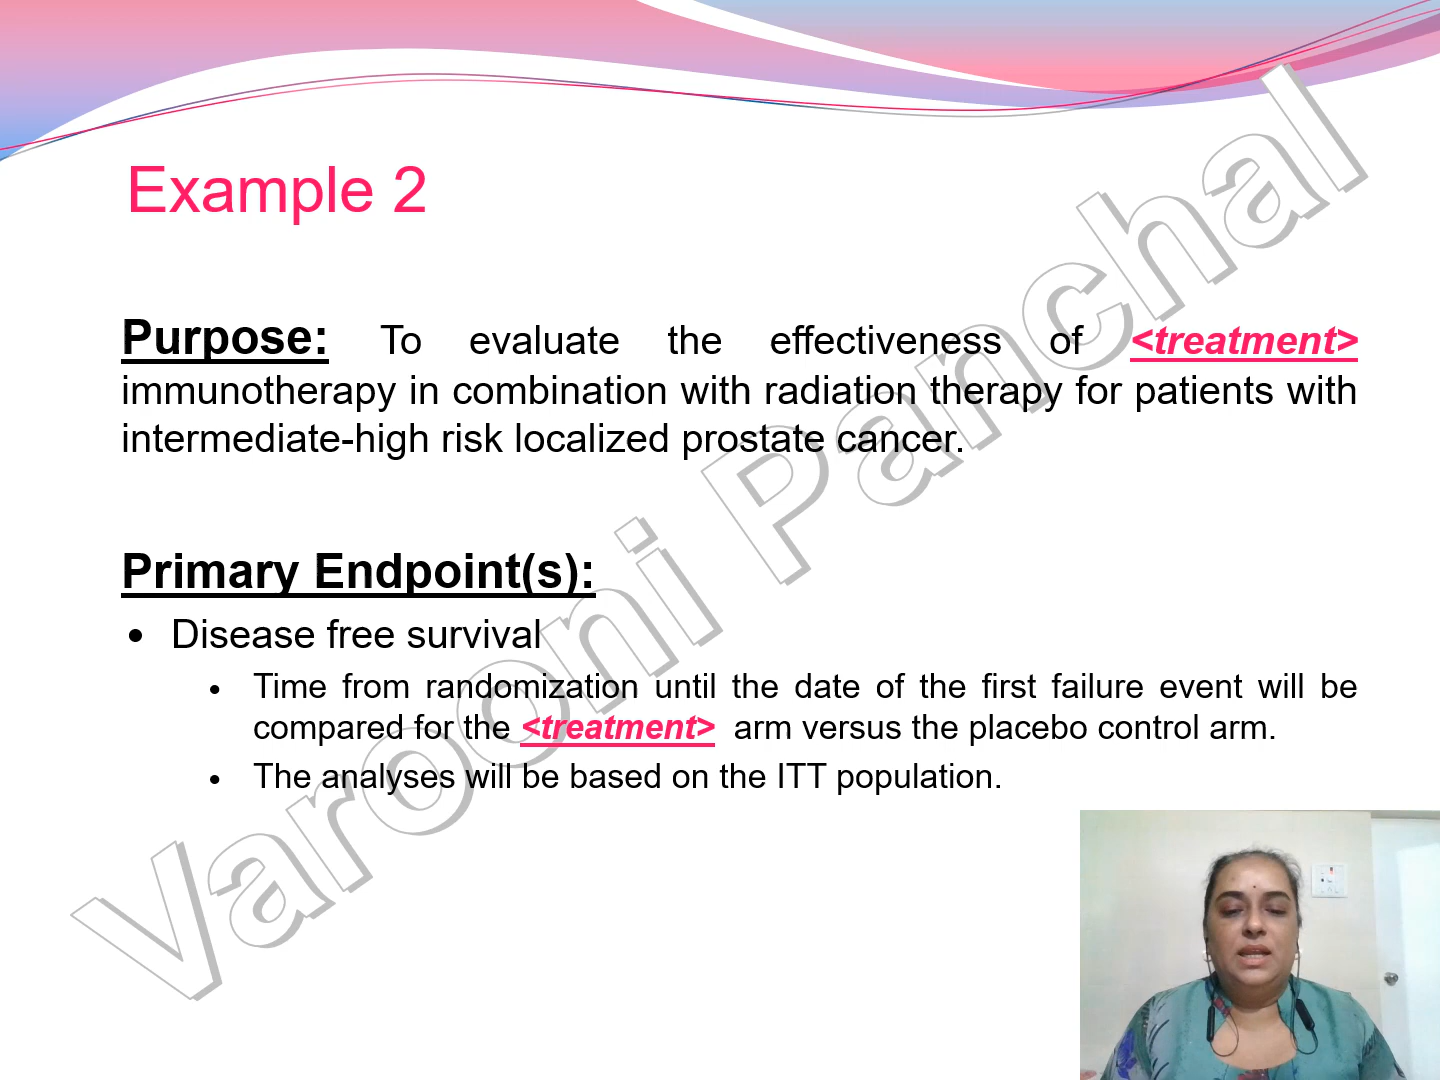 Example 2
Purpose: To evaluate the effectiveness of <treatment>
immunotherapy in combination with radiation therapy for patients with
intermediate-high risk localized prostate cancer.
Primary Endpoint(s):
• Disease free survival
• Time from randomization until the date of the first failure event will be
compared for the <treatment> arm versus the placebo control arm.
• The analyses will be based on the ITT population.
Varooni Panchal